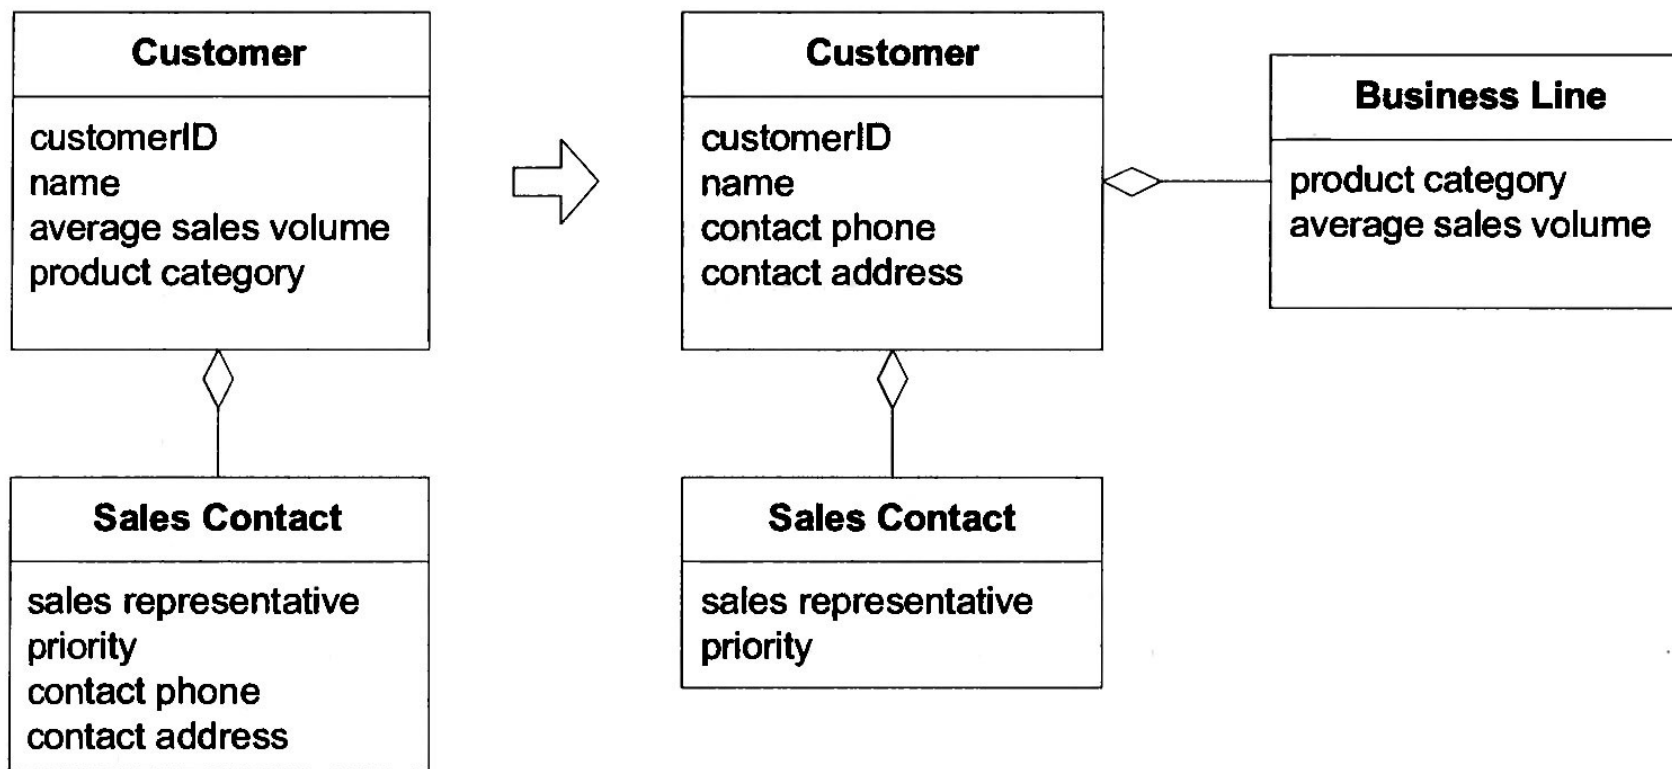 Customer
customerID
name
average sales volume
product category
Sales Contact
sales representative
priority
contact phone
contact address
Customer
customerID
name
contact phone
contact address
Sales Contact
sales representative
priority
Business Line
product category
average sales volume